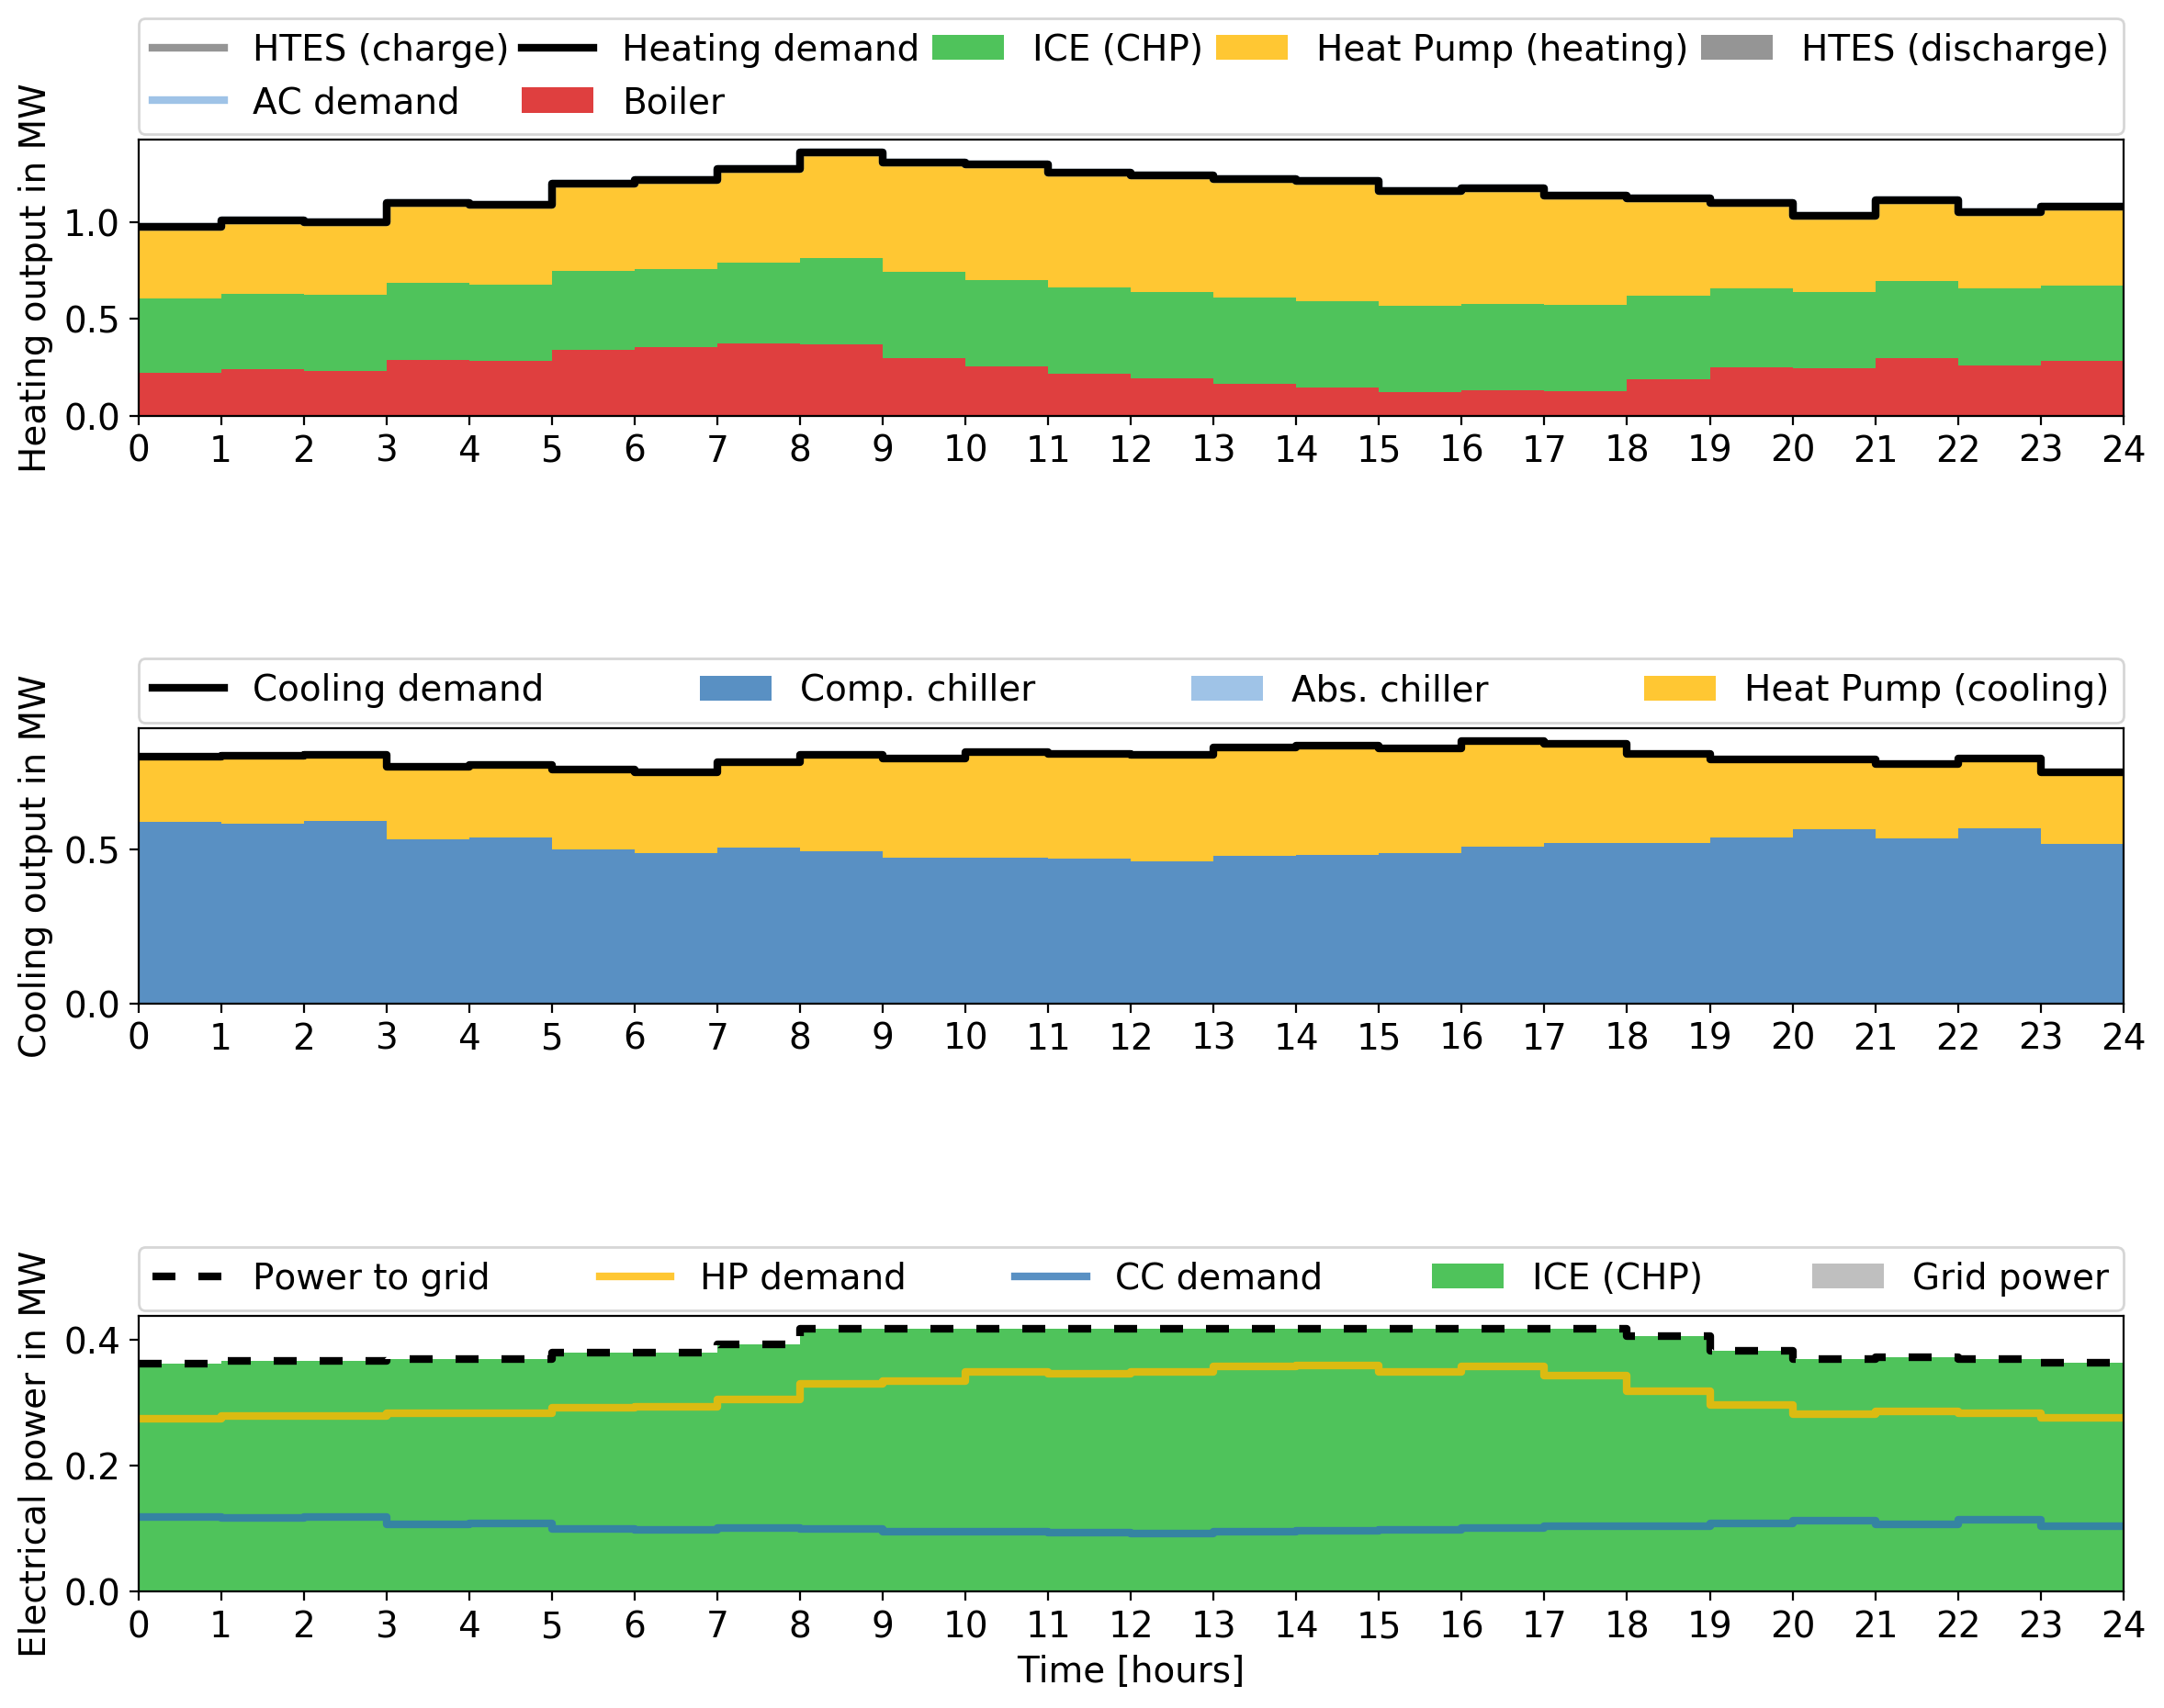 HTES (charge) Heating demand ICE (CHP) Heat Pump (heating) HTES (discharge)
AC demand Boiler
Heating output in MW
1.0
0.5
0.0
0 1 2 3 4 5 6 7 8 9 10 11 12 13 14 15 16 17 18 19 20 21 22 23 24
Cooling demand Comp. chiller Abs. chiller Heat Pump (cooling)
Cooling output in MW
0.5
0.0
0 1 2 3 4 5 6 7 8 9 10 11 12 13 14 15 16 17 18 19 20 21 22 23 24
Power to grid HP demand CC demand ICE (CHP) Grid power
Electrical power in MW
0.4
0.2
0.0
0 1 2 3 4 5 6 7 8 9 10 11 12 13 14 15 16 17 18 19 20 21 22 23 24
Time [hours]